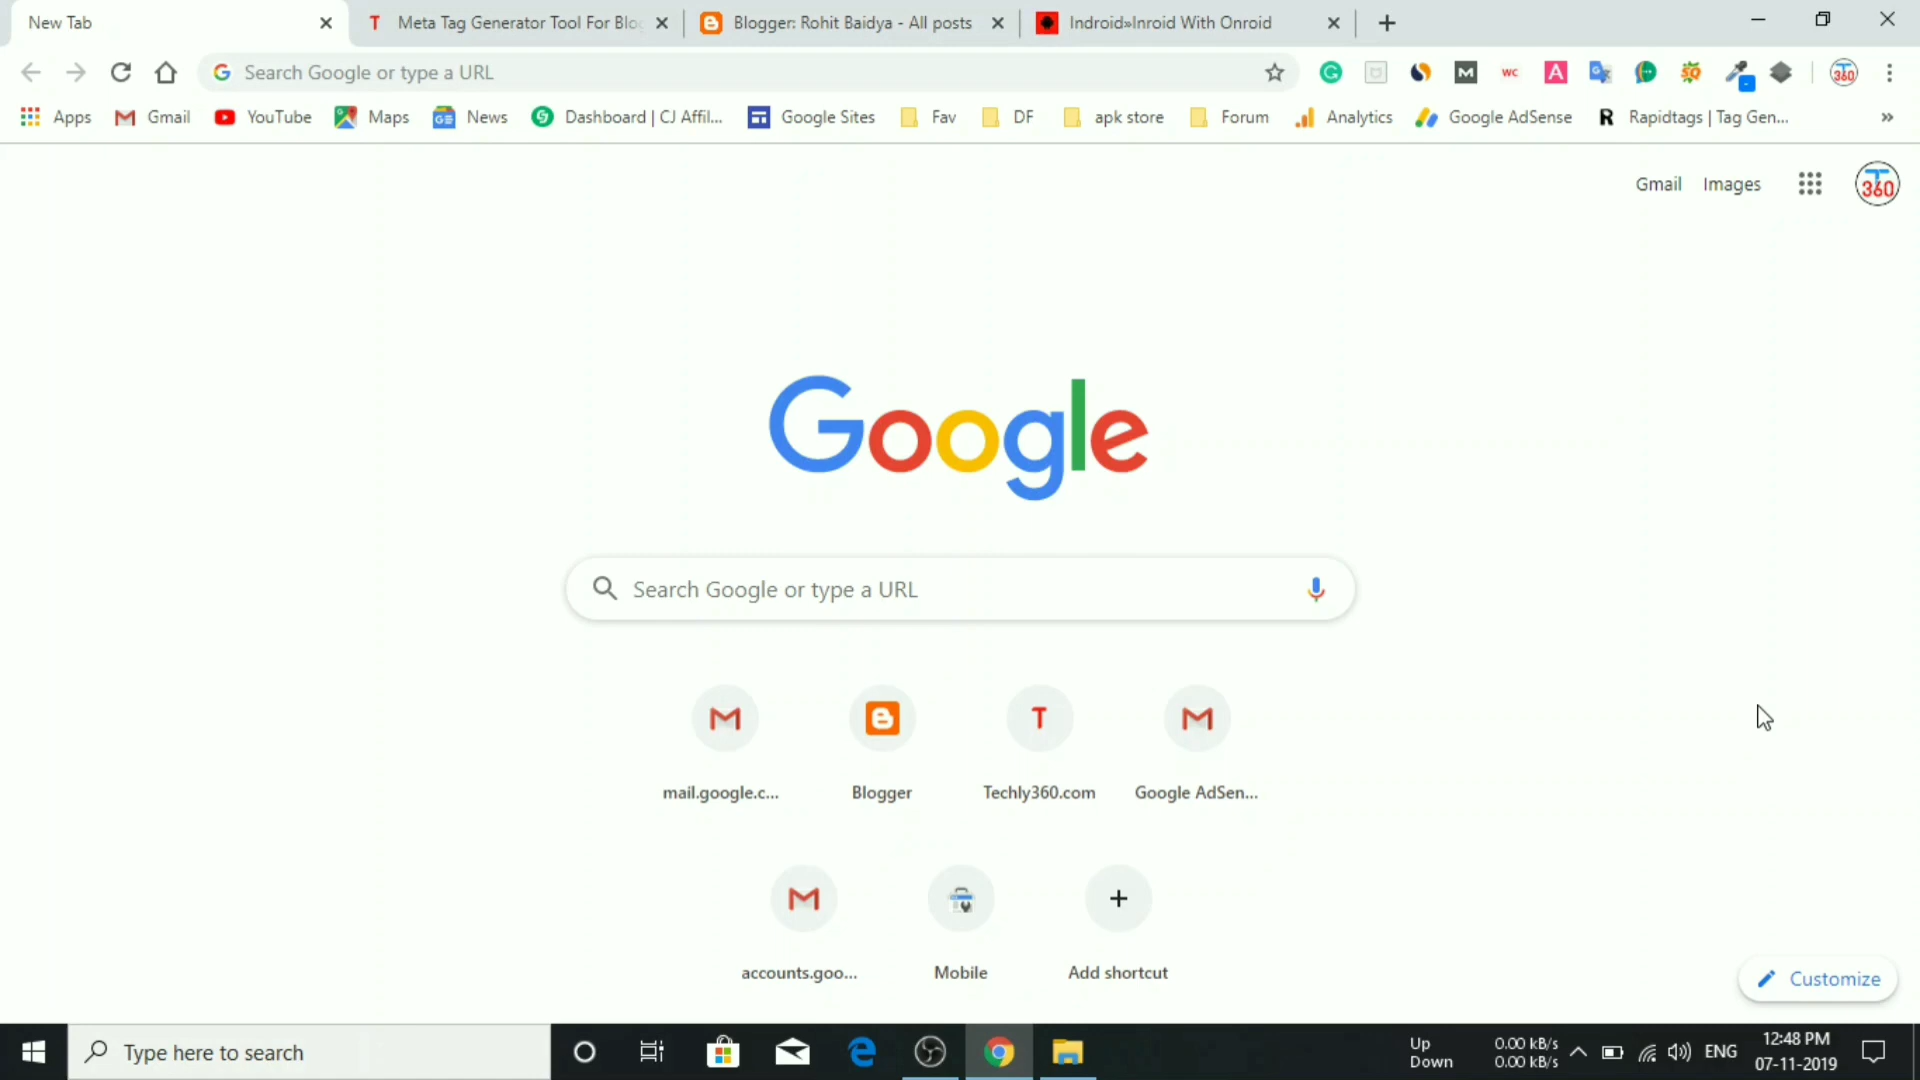 New Tab
T Meta Tag Generator Tool For Blo
Blogger: Rohit Baidya - All posts
Indroid»Inroid With Onroid
Search Google or type a URL
WC
A
SQ
T
360
Apps
Gmail
YouTube
Maps
News
Dashboard | CJ Affil...
Google Sites
Fav
DF
apk store
Forum
Analytics
Google AdSense
R Rapidtags | Tag Gen...
Gmail
Images
T
360
Google
Search Google or type a URL
T
mail.google.c...
Blogger
Techly360.com
Google AdSen...
accounts.goo...
Mobile
Add shortcut
Customize
Type here to search
Up 0.00 kB/s
Down 0.00 kB/s
ENG
12:48 PM
07-11-2019